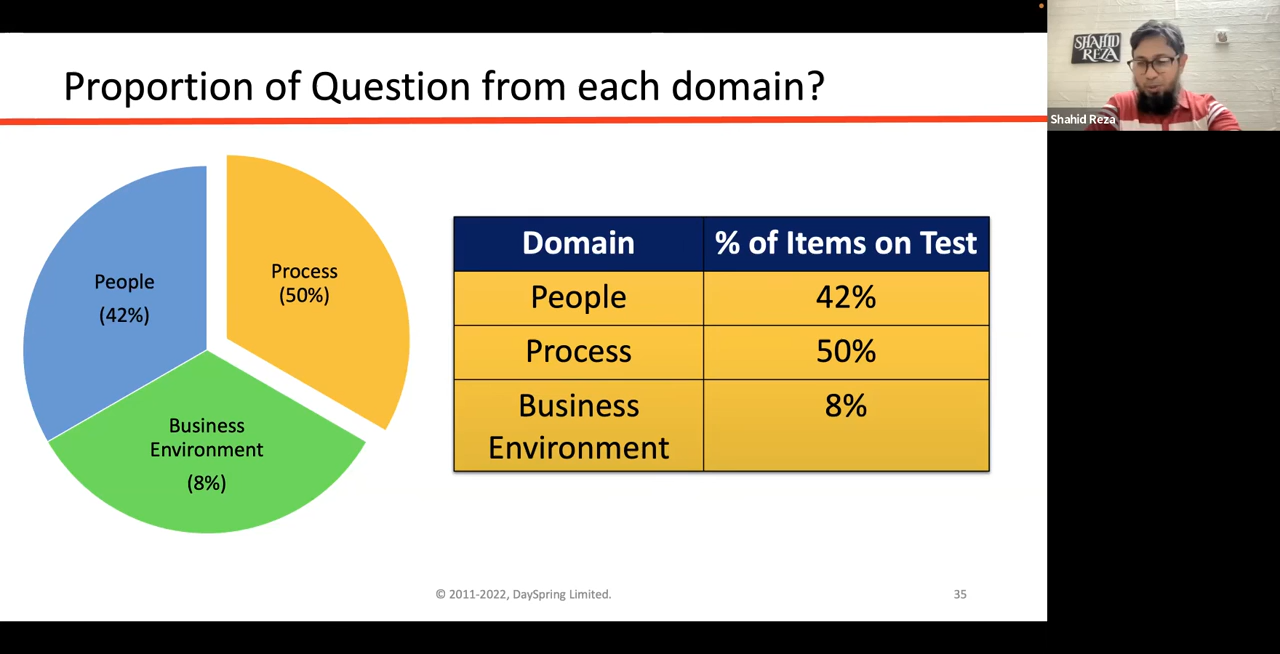 Proportion of Question from each domain?
People
(42%)
Process
(50%)
Business
Environment
(8%)
Domain
% of Items on Test
People
42%
Process
50%
Business
Environment
8%
© 2011-2022, DaySpring Limited.
35
SHAHID
REZA
Shahid Reza